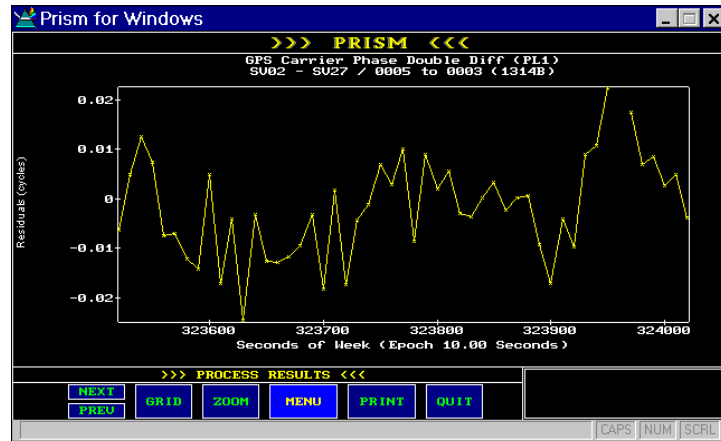 Prism for Windows
>>> PRISM <<<
GPS Carrier Phase Double Diff (PL1)
SV02 - SV27 / 0005 to 0003 (1314B)
0.02
0.01
0
-0.01
-0.02
Residuals (cycles)
323600 323700 323800 323900 324000
Seconds of Week (Epoch 10.00 Seconds)
>>> PROCESS RESULTS <<<
NEXT
PREV
GRID ZOOM MENU PRINT QUIT
CAPS NUM SCRL